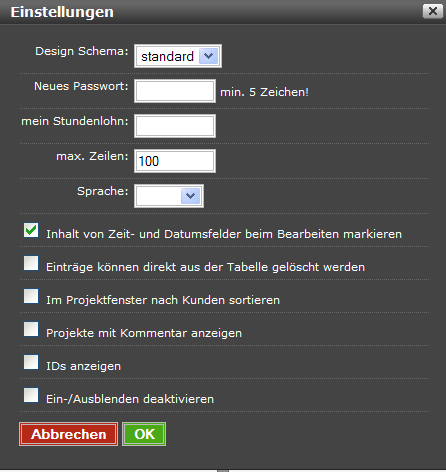 Einstellungen
Design Schema: standard
Neues Passwort: min. 5 Zeichen!
mein Stundenlohn:
max. Zeilen: 100
Sprache:
Inhalt von Zeit- und Datumsfelder beim Bearbeiten markieren
Einträge können direkt aus der Tabelle gelöscht werden
Im Projektfenster nach Kunden sortieren
Projekte mit Kommentar anzeigen
IDs anzeigen
Ein-/Ausblenden deaktivieren
Abbrechen OK